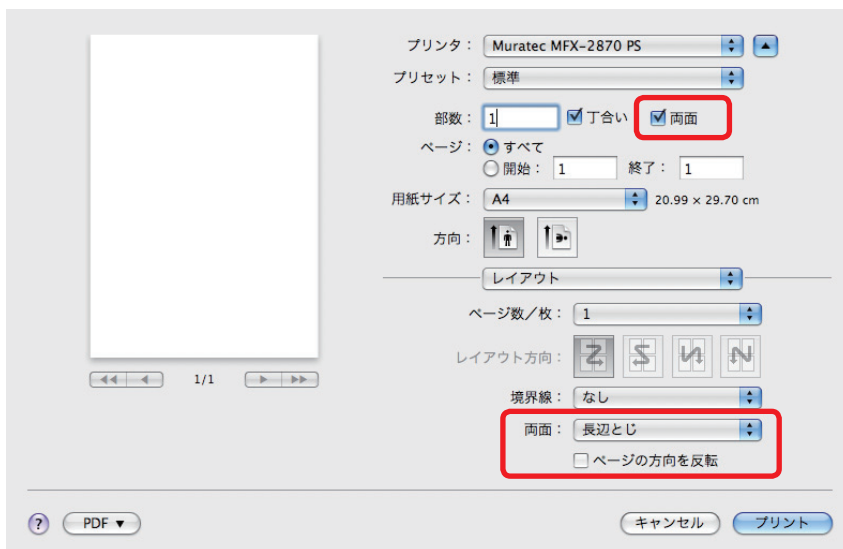 プリンタ： Muratec MFX-2870 PS
プリセット： 標準
部数： 1 丁合い 両面
ページ： すべて
開始： 1 終了： 1
用紙サイズ： A4 20.99 × 29.70 cm
方向：
レイアウト
ページ数／枚： 1
レイアウト方向：
1/1
境界線： なし
両面： 長辺とじ
ページの方向を反転
? PDF ▼ キャンセル プリント